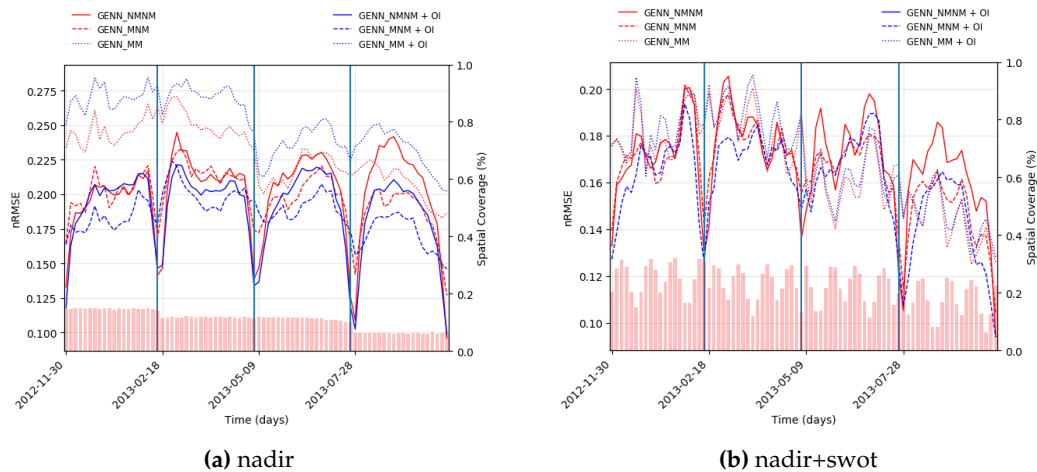 GENN_NMNM
GENN_MNM
GENN_MM
GENN_NMNM + OI
GENN_MNM + OI
GENN_MM + OI
nRMSE
0.275
0.250
0.225
0.200
0.175
0.150
0.125
0.100
1.0
0.8
0.6
0.4
0.2
0.0
Spatial Coverage (%)
2012-11-30
2013-02-18
2013-05-09
2013-07-28
Time (days)
(a) nadir
GENN_NMNM
GENN_MNM
GENN_MM
GENN_NMNM + OI
GENN_MNM + OI
GENN_MM + OI
nRMSE
0.20
0.18
0.16
0.14
0.12
0.10
1.0
0.8
0.6
0.4
0.2
0.0
Spatial Coverage (%)
2012-11-30
2013-02-18
2013-05-09
2013-07-28
Time (days)
(b) nadir+swot